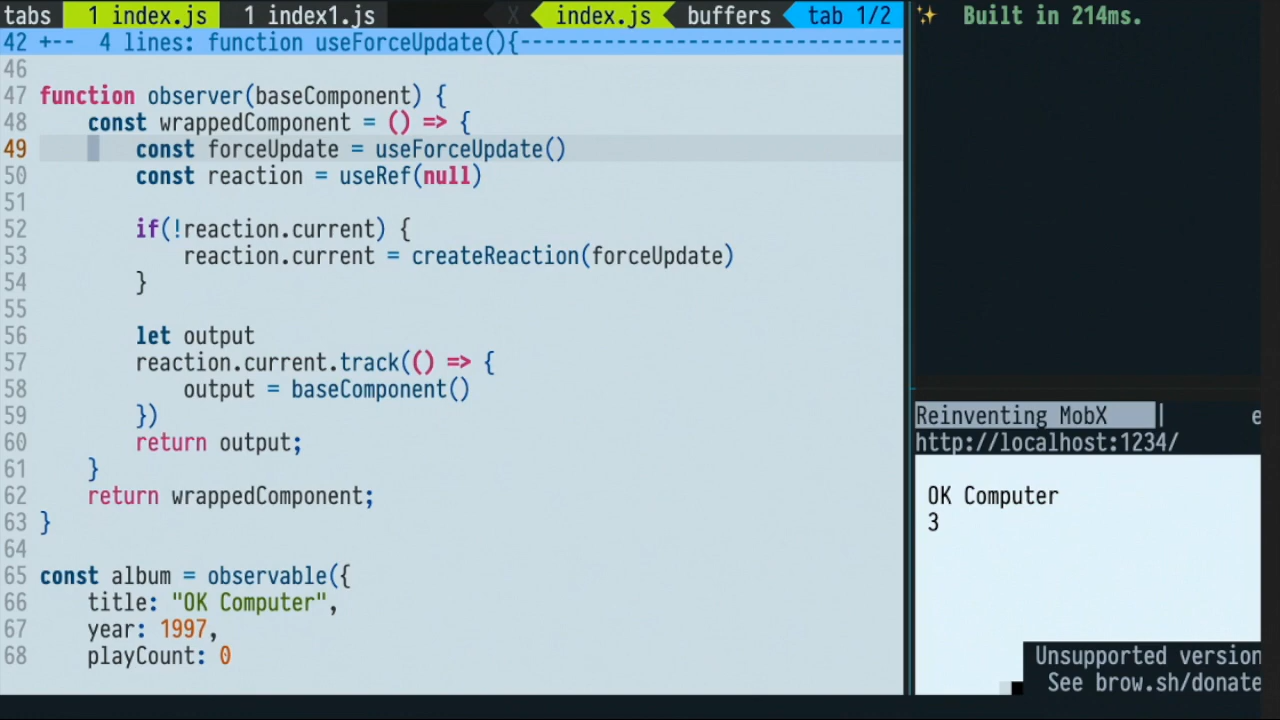 tabs 1 index.js 1 index1.js X index.js buffers tab 1/2
42 +-- 4 lines: function useForceUpdate(){--------------------------------
46
47 function observer(baseComponent) {
48 const wrappedComponent = () => {
49 const forceUpdate = useForceUpdate()
50 const reaction = useRef(null)
51
52 if(!reaction.current) {
53 reaction.current = createReaction(forceUpdate)
54 }
55
56 let output
57 reaction.current.track(() => {
58 output = baseComponent()
59 })
60 return output;
61 }
62 return wrappedComponent;
63 }
64
65 const album = observable({
66 title: "OK Computer",
67 year: 1997,
68 playCount: 0
✨ Built in 214ms.
Reinventing MobX | e
http://localhost:1234/
OK Computer
3
Unsupported version
See brow.sh/donate